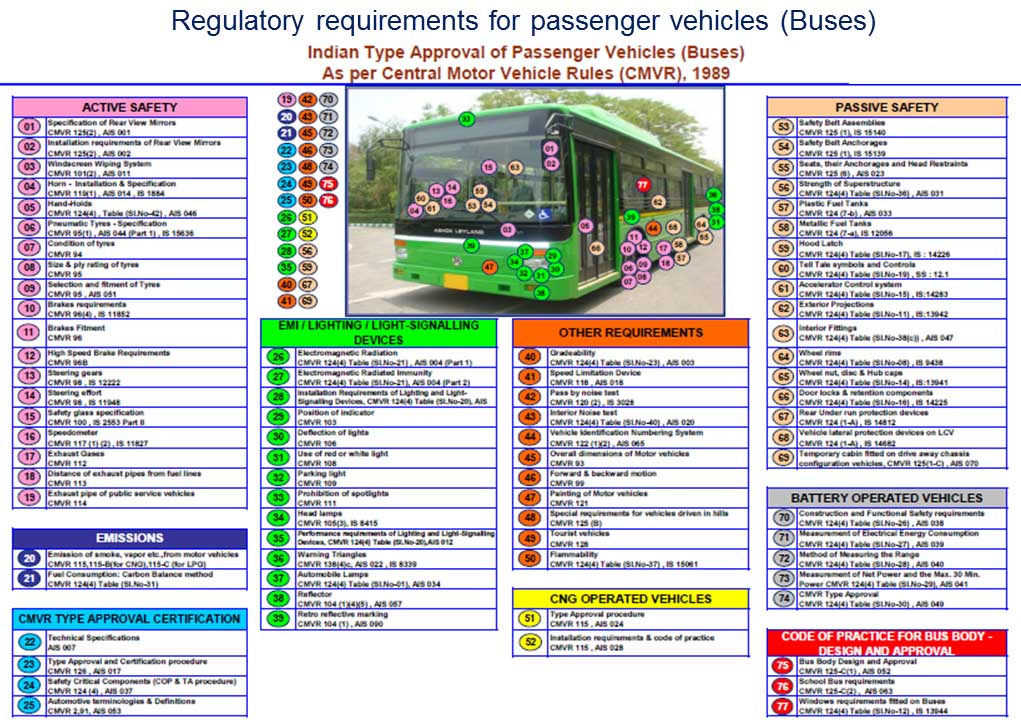 Regulatory requirements for passenger vehicles (Buses)
Indian Type Approval of Passenger Vehicles (Buses)
As per Central Motor Vehicle Rules (CMVR), 1989
ACTIVE SAFETY
01 Specification of Rear View Mirrors
CMVR 125(2) , AIS 001
02 Installation requirements of Rear View Mirrors
CMVR 125(2) , AIS 002
03 Windscreen Wiping System
CMVR 101(2) , AIS 011
04 Horn - Installation & Specification
CMVR 119(1) , AIS 014 , IS 1884
05 Hand-Holds
CMVR 124(4) , Table (Sl.No-42) , AIS 046
06 Pneumatic Tyres - Specification
CMVR 95(1) , AIS 044 (Part 1) , IS 15636
07 Condition of tyres
CMVR 94
08 Size & ply rating of tyres
CMVR 95
09 Selection and fitment of Tyres
CMVR 95 , AIS 051
10 Brakes requirements
CMVR 96(4) , IS 11852
11 Brakes Fitment
CMVR 96
12 High Speed Brake Requirements
CMVR 96B
13 Steering gears
CMVR 98 , IS 12222
14 Steering effort
CMVR 98 , IS 11948
15 Safety glass specification
CMVR 100 , IS 2553 Part II
16 Speedometer
CMVR 117 (1) (2) , IS 11827
17 Exhaust Gases
CMVR 112
18 Distance of exhaust pipes from fuel lines
CMVR 113
19 Exhaust pipe of public service vehicles
CMVR 114
EMISSIONS
20 Emission of smoke, vapor etc.,from motor vehicles
CMVR 115,115-B(for CNG),115-C (for LPG)
21 Fuel Consumption: Carbon Balance method
CMVR 124(4) Table (Sl.No-31)
CMVR TYPE APPROVAL CERTIFICATION
22 Technical Specifications
AIS 007
23 Type Approval and Certification procedure
CMVR 126 , AIS 017
24 Safety Critical Components (COP & TA procedure)
CMVR 124 (4) , AIS 037
25 Automotive terminologies & Definitions
CMVR 2,91, AIS 053
19 42 70
20 43 71
21 45 72
22 46 73
23 48 74
24 49 75
25 50 76
26 51
27 52
28 56
35 59
40 67
41 69
ASHOK LEYLAND
33
01
02
15 63
13 14 55
60 16
04 61 53 54
03
05
77
62
39
44 68 64
11 58 65
10 12 17
66
06 18 57
09
07 08
36
38
31
39
37 29
34
47 32 31 30
38
EMI / LIGHTING / LIGHT-SIGNALLING
DEVICES
26 Electromagnetic Radiation
CMVR 124(4) Table (Sl.No-21) , AIS 004 (Part 1)
27 Electromagnetic Radiated Immunity
CMVR 124(4) Table (Sl.No-21), AIS 004 (Part 2)
28 Installation Requirements of Lighting and Light-
Signalling Devices, CMVR 124(4) Table (Sl.No-20), AIS
29 Position of indicator
CMVR 103
30 Deflection of lights
CMVR 106
31 Use of red or white light
CMVR 108
32 Parking light
CMVR 109
33 Prohibition of spotlights
CMVR 111
34 Head lamps
CMVR 105(3), IS 8415
35 Performance requirements of Lighting and Light-Signalling
Devices, CMVR 124(4) Table (Sl.No-20),AIS 012
36 Warning Triangles
CMVR 138(4)c, AIS 022 , IS 8339
37 Automobile Lamps
CMVR 124(4) Table (Sl.No-01), AIS 034
38 Reflector
CMVR 104 (1)(4)(5) , AIS 057
39 Retro reflective marking
CMVR 104 (1) , AIS 090
OTHER REQUIREMENTS
40 Gradeability
CMVR 124(4) Table (Sl.No-23) , AIS 003
41 Speed Limitation Device
CMVR 118 , AIS 018
42 Pass by noise test
CMVR 120 (2) , IS 3028
43 Interior Noise test
CMVR 124(4) Table (Sl.No-40) , AIS 020
44 Vehicle Identification Numbering System
CMVR 122 (1)(2) , AIS 065
45 Overall dimensions of Motor vehicles
CMVR 93
46 Forward & backward motion
CMVR 99
47 Painting of Motor vehicles
CMVR 121
48 Special requirements for vehicles driven in hills
CMVR 125 (B)
49 Tourist vehicles
CMVR 128
50 Flammability
CMVR 124(4) Table (Sl.No-37) , IS 15061
CNG OPERATED VEHICLES
51 Type Approval procedure
CMVR 115 , AIS 024
52 Installation requirements & code of practice
CMVR 115 , AIS 028
PASSIVE SAFETY
53 Safety Belt Assemblies
CMVR 125 (1), IS 15140
54 Safety Belt Anchorages
CMVR 125 (1), IS 15139
55 Seats, their Anchorages and Head Restraints
CMVR 125 (6) , AIS 023
56 Strength of Superstructure
CMVR 124(4) Table (Sl.No-36) , AIS 031
57 Plastic Fuel Tanks
CMVR 124 (7-b) , AIS 033
58 Metallic Fuel Tanks
CMVR 124 (7-a), IS 12056
59 Hood Latch
CMVR 124(4) Table (Sl.No-17), IS : 14226
60 Tell Tale symbols and Controls
CMVR 124(4) Table (Sl.No-19) , SS : 12.1
61 Accelerator Control system
CMVR 124(4) Table (Sl.No-15) , IS:14283
62 Exterior Projections
CMVR 124(4) Table (Sl.No-11) , IS:13942
63 Interior Fittings
CMVR 124(4) Table (Sl.No-38(c)) , AIS 047
64 Wheel rims
CMVR 124(4) Table (Sl.No-08) , IS 9438
65 Wheel nut, disc & Hub caps
CMVR 124(4) Table (Sl.No-14) , IS:13941
66 Door locks & retention components
CMVR 124(4) Table (Sl.No-16) , IS 14225
67 Rear Under run protection devices
CMVR 124 (1-A) , IS 14812
68 Vehicle lateral protection devices on LCV
CMVR 124 (1-A) , IS 14682
69 Temporary cabin fitted on drive away chassis
configuration vehicles, CMVR 125(1-C) , AIS 070
BATTERY OPERATED VEHICLES
70 Construction and Functional Safety requirements
CMVR 124(4) Table (Sl.No-26) , AIS 038
71 Measurement of Electrical Energy Consumption
CMVR 124(4) Table (Sl.No-27) , AIS 039
72 Method of Measuring the Range
CMVR 124(4) Table (Sl.No-28) , AIS 040
73 Measurement of Net Power and the Max. 30 Min.
Power CMVR 124(4) Table (Sl.No-29), AIS 041
74 CMVR Type Approval
CMVR 124(4) Table (Sl.No-30) , AIS 049
CODE OF PRACTICE FOR BUS BODY -
DESIGN AND APPROVAL
75 Bus Body Design and Approval
CMVR 125-C(1) , AIS 052
76 School Bus requirements
CMVR 125-C(2) , AIS 063
77 Windows requirements fitted on Buses
CMVR 124(4) Table (Sl.No-12) , IS 13944